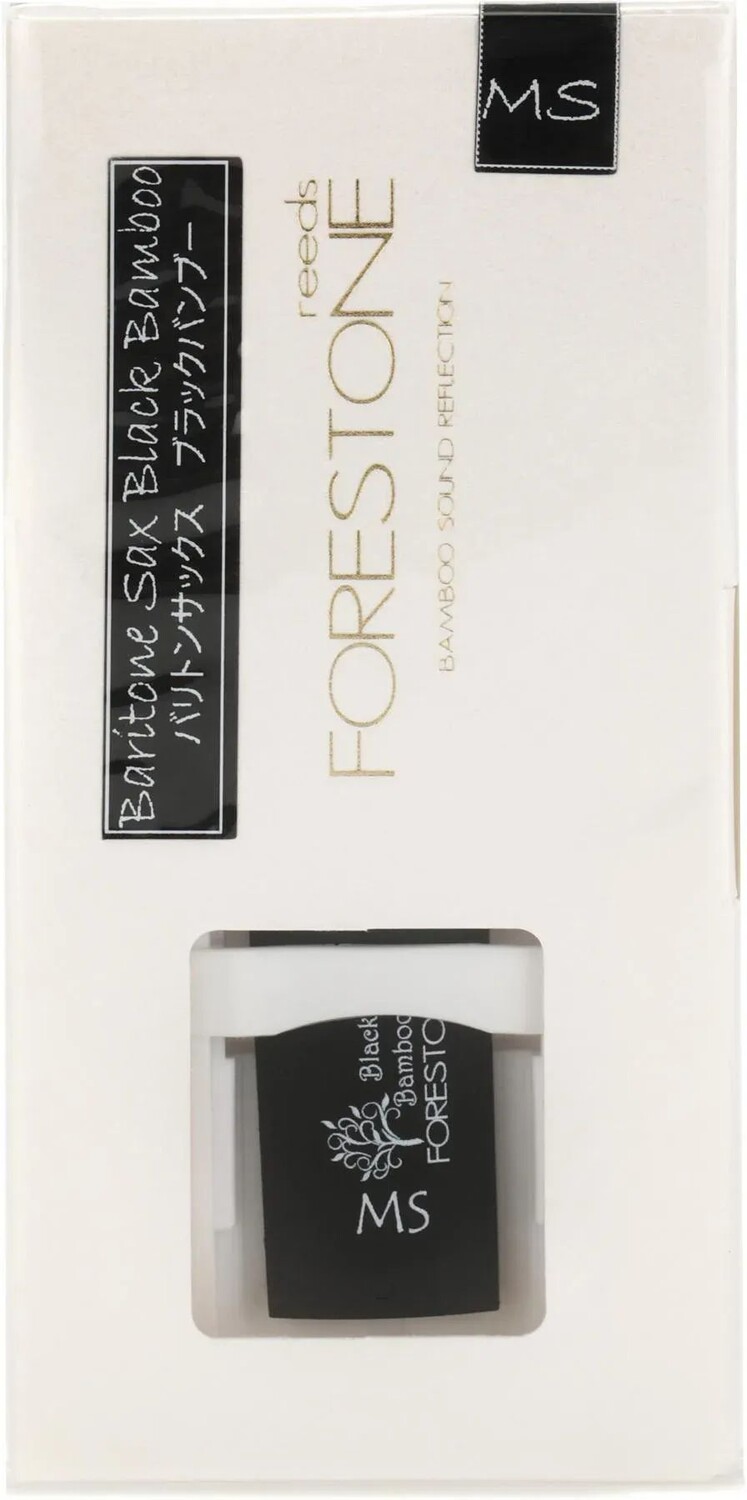 MS
Baritone Sax Black Bamboo
バリトンサックス ブラックバンブー
reeds
FORESTONE
BAMBOO SOUND REFLECTION
Black
Bamboo
FORESTO
MS